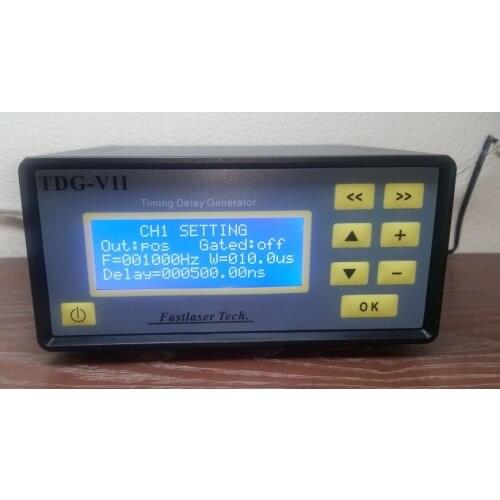 TDG-VII
Timing Delay Generator
CH1 SETTING
Out:pos Gated:off
F=001000Hz W=010.0us
Delay=000500.00ns
<< >>
+
−
OK
Fastlaser Tech.